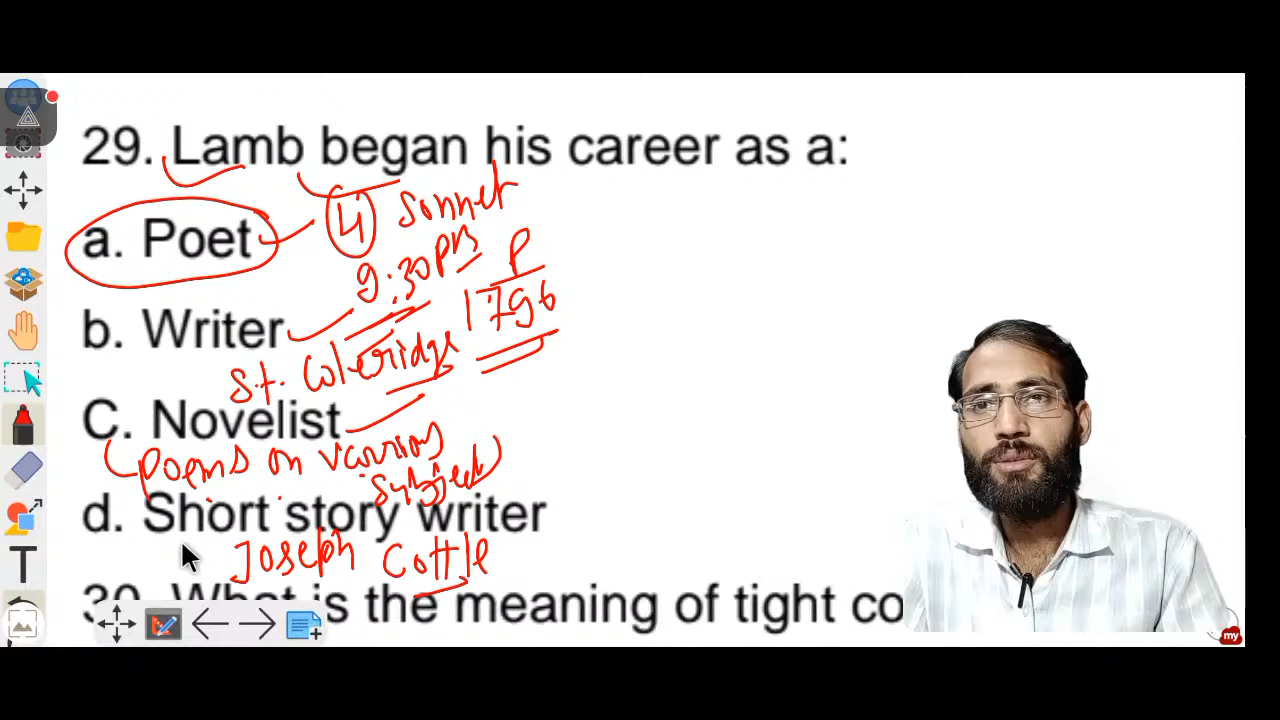 29. Lamb began his career as a:
4 sonnet
a. Poet
9:30 PM
P
1796
b. Writer
S.t. Coleridge
C. Novelist
Poems on various
Subject
d. Short story writer
Joseph Cottle
30. What is the meaning of tight co
T
my